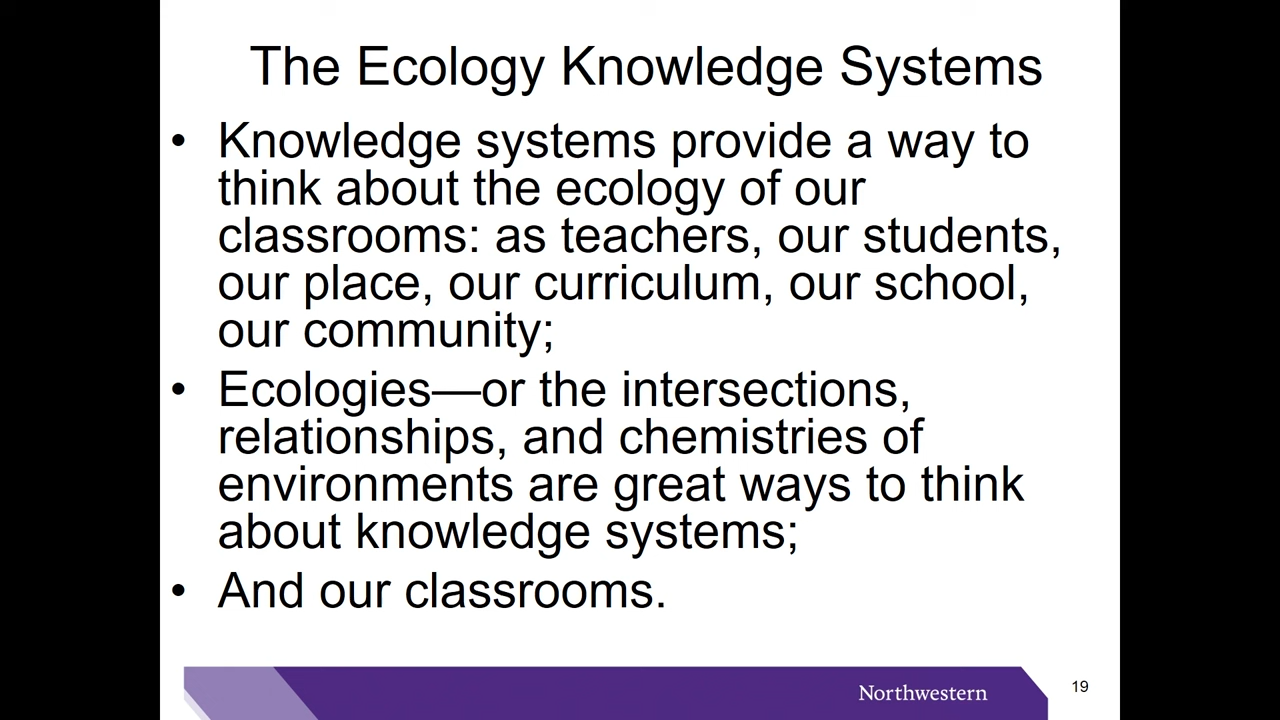 The Ecology Knowledge Systems
• Knowledge systems provide a way to
think about the ecology of our
classrooms: as teachers, our students,
our place, our curriculum, our school,
our community;
• Ecologies—or the intersections,
relationships, and chemistries of
environments are great ways to think
about knowledge systems;
• And our classrooms.
Northwestern
19